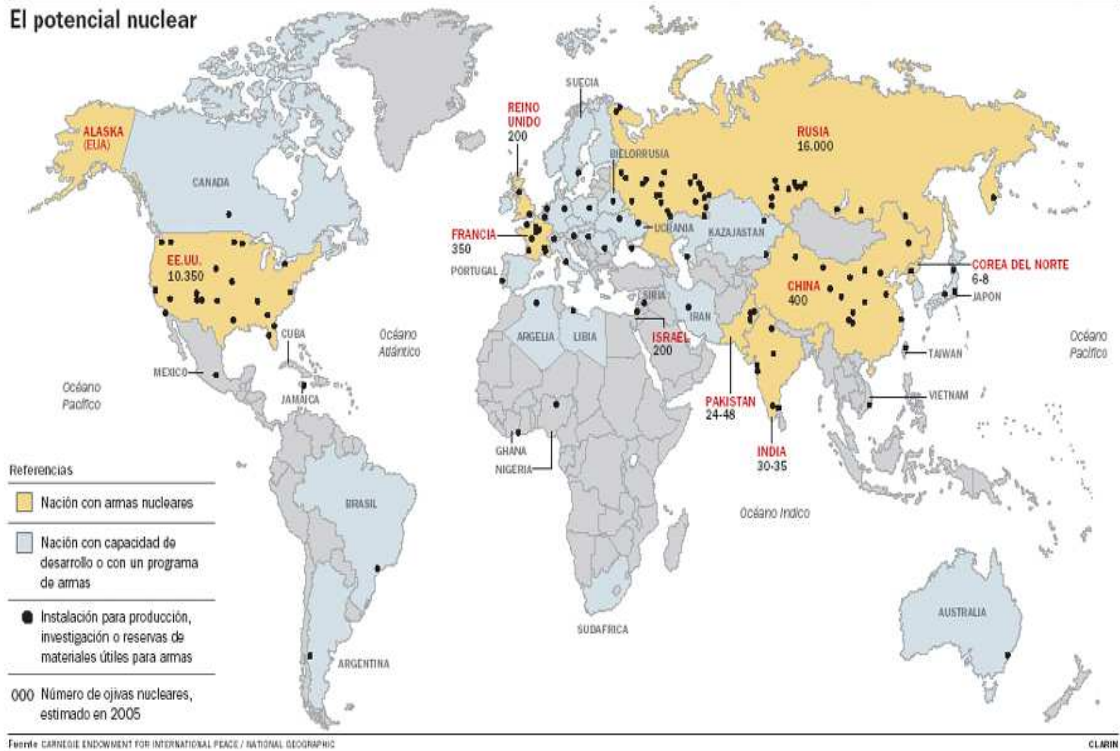 El potencial nuclear
SUECIA
REINO
UNIDO
200
RUSIA
16.000
ALASKA
(EUA)
BIELORRUSIA
CANADA
UCRANIA
KAZAJASTAN
FRANCIA
350
EE.UU.
10.350
COREA DEL NORTE
6-8
PORTUGAL
CHINA
400
JAPON
SIRIA
IRAN
Océano
Atlántico
CUBA
ARGELIA
LIBIA
ISRAEL
200
Océano
Pacífico
TAIWAN
MEXICO
Océano
Pacífico
JAMAICA
PAKISTAN
24-48
VIETNAM
GHANA
NIGERIA
INDIA
30-35
Referencias
Nación con armas nucleares
BRASIL
Océano Indico
Nación con capacidad de
desarrollo o con un programa
de armas
AUSTRALIA
Instalación para producción,
investigación o reservas de
materiales útiles para armas
SUDAFRICA
ARGENTINA
000 Número de ojivas nucleares,
estimado en 2005
Fuente CARNEGIE ENDOWMENT FOR INTERNATIONAL PEACE / NATIONAL GEOGRAPHIC
CLARIN